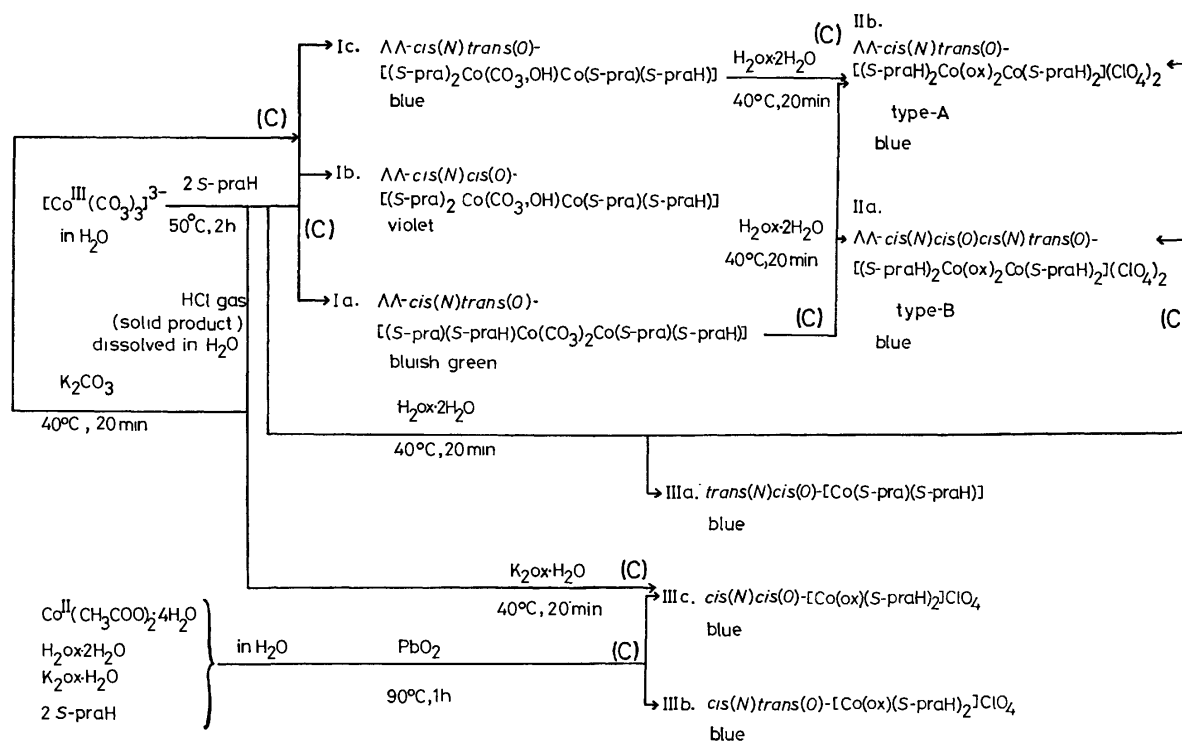 Ic. ΛΛ-cis(N)trans(O)-
[(S-pra)₂Co(CO₃,OH)Co(S-pra)(S-praH)]
blue
(C)
H₂ox·2H₂O
40°C,20min
(C)
IIb.
ΛΛ-cis(N)trans(O)-
[(S-praH)₂Co(ox)₂Co(S-praH)₂](ClO₄)₂
type-A
blue
[Coᴵᴵᴵ(CO₃)₃]³⁻
in H₂O
2 S-praH
50°C, 2h
(C)
Ib. ΛΛ-cis(N)cis(O)-
[(S-pra)₂ Co(CO₃,OH)Co(S-pra)(S-praH)]
violet
H₂ox·2H₂O
40°C,20min
IIa.
ΛΛ-cis(N)cis(O)cis(N)trans(O)-
[(S-praH)₂Co(ox)₂Co(S-praH)₂](ClO₄)₂
type-B
blue
(C
HCl gas
(solid product)
dissolved in H₂O
K₂CO₃
40°C, 20min
Ia. ΛΛ-cis(N)trans(O)-
[(S-pra)(S-praH)Co(CO₃)₂Co(S-pra)(S-praH)]
bluish green
(C)
H₂ox·2H₂O
40°C,20min
IIIa. trans(N)cis(O)-[Co(S-pra)(S-praH)]
blue
K₂ox·H₂O
40°C,20min
(C)
IIIc. cis(N)cis(O)-[Co(ox)(S-praH)₂]ClO₄
blue
Coᴵᴵ(CH₃COO)₂·4H₂O
H₂ox·2H₂O
K₂ox·H₂O
2 S-praH
in H₂O
PbO₂
90°C,1h
(C)
IIIb. cis(N)trans(O)-[Co(ox)(S-praH)₂]ClO₄
blue